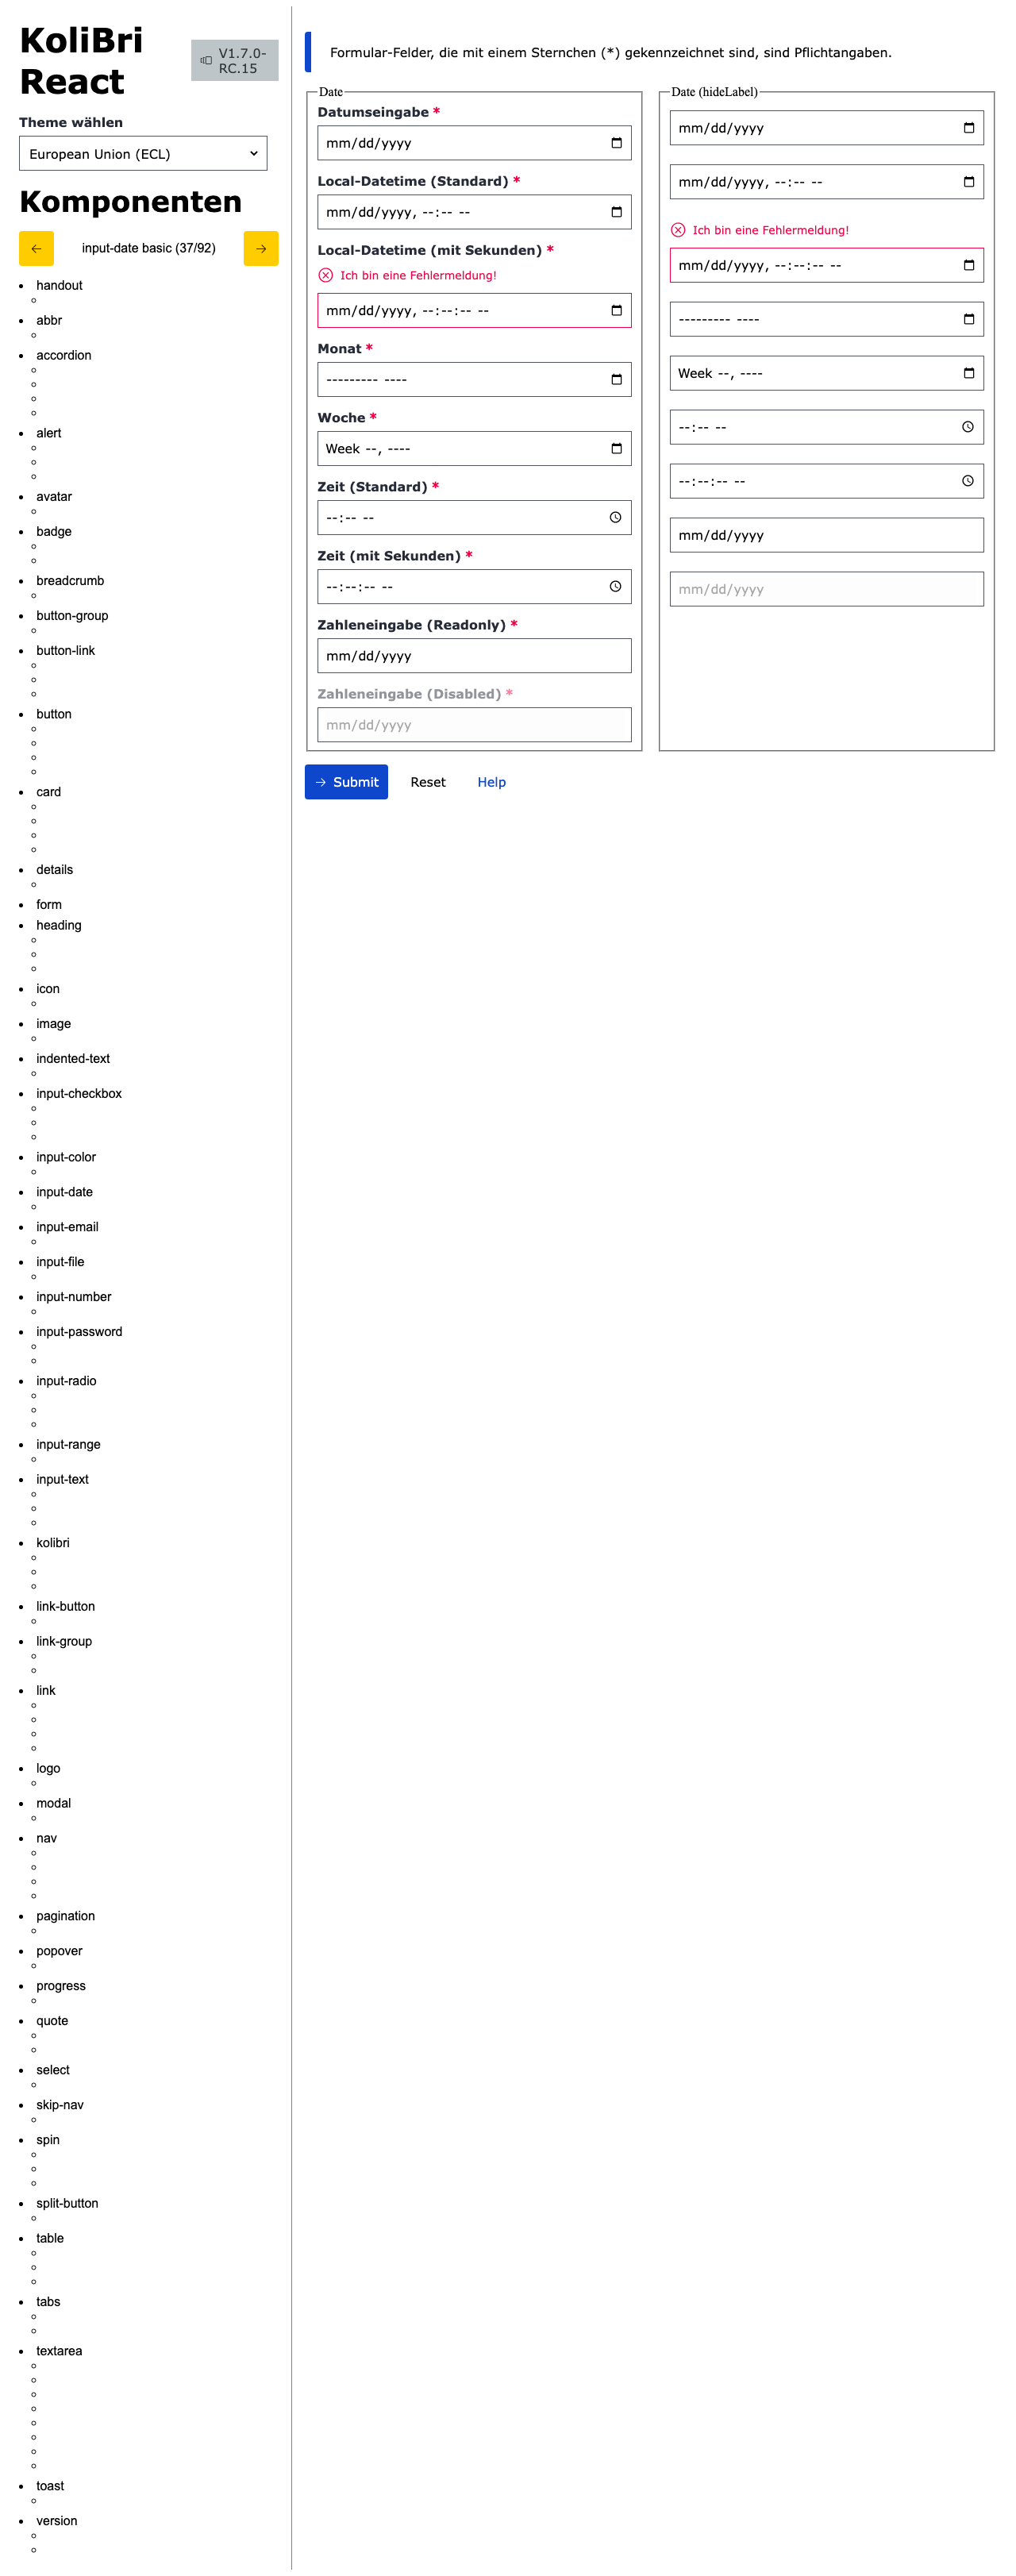 KoliBri
React
V1.7.0-
RC.15
Theme wählen
European Union (ECL)
Komponenten
input-date basic (37/92)
handout
abbr
accordion
alert
avatar
badge
breadcrumb
button-group
button-link
button
card
details
form
heading
icon
image
indented-text
input-checkbox
input-color
input-date
input-email
input-file
input-number
input-password
input-radio
input-range
input-text
kolibri
link-button
link-group
link
logo
modal
nav
pagination
popover
progress
quote
select
skip-nav
spin
split-button
table
tabs
textarea
toast
version
Formular-Felder, die mit einem Sternchen (*) gekennzeichnet sind, sind Pflichtangaben.
Date
Datumseingabe *
mm/dd/yyyy
Local-Datetime (Standard) *
mm/dd/yyyy, --:-- --
Local-Datetime (mit Sekunden) *
Ich bin eine Fehlermeldung!
mm/dd/yyyy, --:--:-- --
Monat *
--------- ----
Woche *
Week --, ----
Zeit (Standard) *
--:-- --
Zeit (mit Sekunden) *
--:--:-- --
Zahleneingabe (Readonly) *
mm/dd/yyyy
Zahleneingabe (Disabled) *
mm/dd/yyyy
Date (hideLabel)
mm/dd/yyyy
mm/dd/yyyy, --:-- --
Ich bin eine Fehlermeldung!
mm/dd/yyyy, --:--:-- --
--------- ----
Week --, ----
--:-- --
--:--:-- --
mm/dd/yyyy
mm/dd/yyyy
Submit
Reset
Help